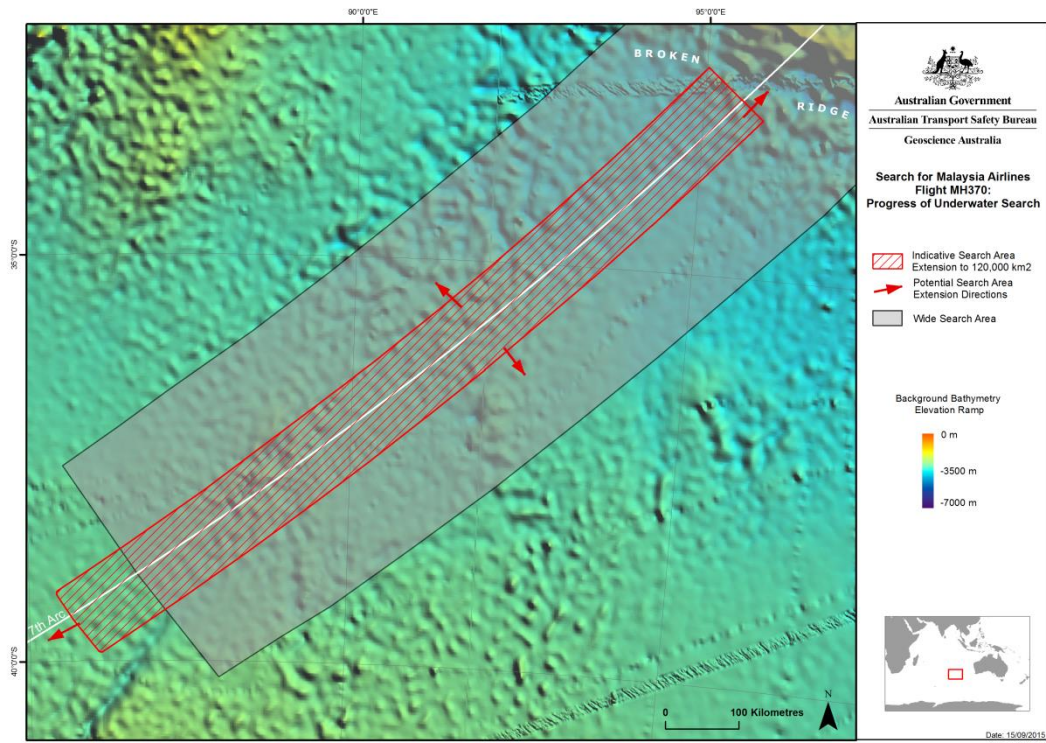 90°0'0"E
95°0'0"E
BROKEN
RIDGE
35°0'0"S
7th Arc
40°0'0"S
0 100 Kilometres
N
Australian Government
Australian Transport Safety Bureau
Geoscience Australia
Search for Malaysia Airlines
Flight MH370:
Progress of Underwater Search
Indicative Search Area
Extension to 120,000 km2
Potential Search Area
Extension Directions
Wide Search Area
Background Bathymetry
Elevation Ramp
0 m
-3500 m
-7000 m
Date: 15/09/2015